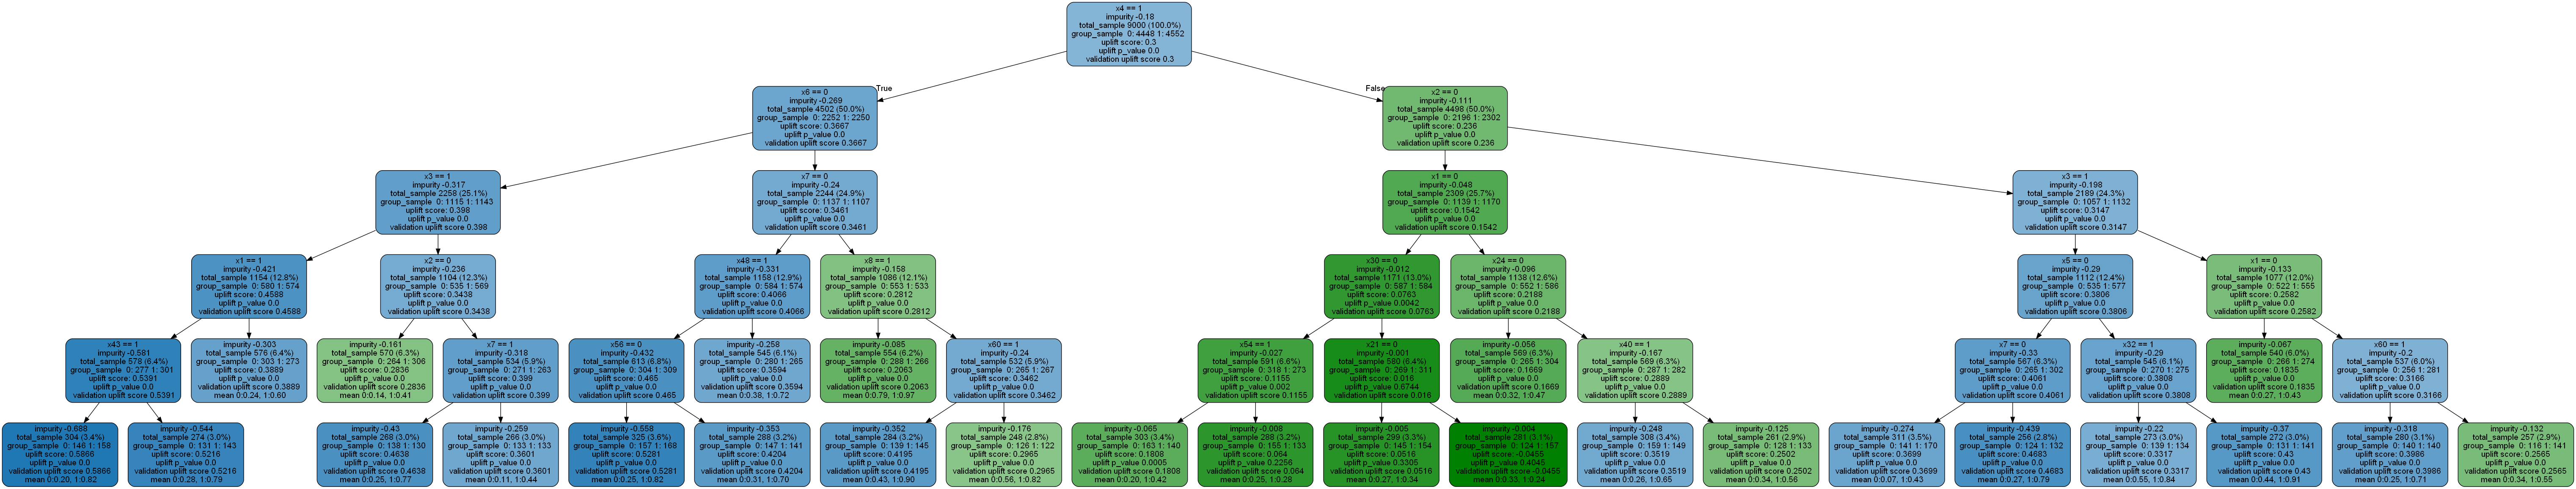 x4 == 1
impurity -0.18
total_sample 9000 (100.0%)
group_sample 0: 4448 1: 4552
uplift score: 0.3
uplift p_value 0.0
validation uplift score 0.3
True
False
x6 == 0
impurity -0.269
total_sample 4502 (50.0%)
group_sample 0: 2252 1: 2250
uplift score: 0.3667
uplift p_value 0.0
validation uplift score 0.3667
x2 == 0
impurity -0.111
total_sample 4498 (50.0%)
group_sample 0: 2196 1: 2302
uplift score: 0.236
uplift p_value 0.0
validation uplift score 0.236
x3 == 1
impurity -0.317
total_sample 2258 (25.1%)
group_sample 0: 1115 1: 1143
uplift score: 0.398
uplift p_value 0.0
validation uplift score 0.398
x7 == 0
impurity -0.24
total_sample 2244 (24.9%)
group_sample 0: 1137 1: 1107
uplift score: 0.3461
uplift p_value 0.0
validation uplift score 0.3461
x1 == 0
impurity -0.048
total_sample 2309 (25.7%)
group_sample 0: 1139 1: 1170
uplift score: 0.1542
uplift p_value 0.0
validation uplift score 0.1542
x3 == 1
impurity -0.198
total_sample 2189 (24.3%)
group_sample 0: 1057 1: 1132
uplift score: 0.3147
uplift p_value 0.0
validation uplift score 0.3147
x1 == 1
impurity -0.421
total_sample 1154 (12.8%)
group_sample 0: 580 1: 574
uplift score: 0.4588
uplift p_value 0.0
validation uplift score 0.4588
x2 == 0
impurity -0.236
total_sample 1104 (12.3%)
group_sample 0: 535 1: 569
uplift score: 0.3438
uplift p_value 0.0
validation uplift score 0.3438
x48 == 1
impurity -0.331
total_sample 1158 (12.9%)
group_sample 0: 584 1: 574
uplift score: 0.4066
uplift p_value 0.0
validation uplift score 0.4066
x8 == 1
impurity -0.158
total_sample 1086 (12.1%)
group_sample 0: 553 1: 533
uplift score: 0.2812
uplift p_value 0.0
validation uplift score 0.2812
x30 == 0
impurity -0.012
total_sample 1171 (13.0%)
group_sample 0: 587 1: 584
uplift score: 0.0763
uplift p_value 0.0042
validation uplift score 0.0763
x24 == 0
impurity -0.096
total_sample 1138 (12.6%)
group_sample 0: 552 1: 586
uplift score: 0.2188
uplift p_value 0.0
validation uplift score 0.2188
x5 == 0
impurity -0.29
total_sample 1112 (12.4%)
group_sample 0: 535 1: 577
uplift score: 0.3806
uplift p_value 0.0
validation uplift score 0.3806
x1 == 0
impurity -0.133
total_sample 1077 (12.0%)
group_sample 0: 522 1: 555
uplift score: 0.2582
uplift p_value 0.0
validation uplift score 0.2582
x43 == 1
impurity -0.581
total_sample 578 (6.4%)
group_sample 0: 277 1: 301
uplift score: 0.5391
uplift p_value 0.0
validation uplift score 0.5391
impurity -0.303
total_sample 576 (6.4%)
group_sample 0: 303 1: 273
uplift score: 0.3889
uplift p_value 0.0
validation uplift score 0.3889
mean 0:0.24, 1:0.60
impurity -0.161
total_sample 570 (6.3%)
group_sample 0: 264 1: 306
uplift score: 0.2836
uplift p_value 0.0
validation uplift score 0.2836
mean 0:0.14, 1:0.41
x7 == 1
impurity -0.318
total_sample 534 (5.9%)
group_sample 0: 271 1: 263
uplift score: 0.399
uplift p_value 0.0
validation uplift score 0.399
x56 == 0
impurity -0.432
total_sample 613 (6.8%)
group_sample 0: 304 1: 309
uplift score: 0.465
uplift p_value 0.0
validation uplift score 0.465
impurity -0.258
total_sample 545 (6.1%)
group_sample 0: 280 1: 265
uplift score: 0.3594
uplift p_value 0.0
validation uplift score 0.3594
mean 0:0.38, 1:0.72
impurity -0.085
total_sample 554 (6.2%)
group_sample 0: 288 1: 266
uplift score: 0.2063
uplift p_value 0.0
validation uplift score 0.2063
mean 0:0.79, 1:0.97
x60 == 1
impurity -0.24
total_sample 532 (5.9%)
group_sample 0: 265 1: 267
uplift score: 0.3462
uplift p_value 0.0
validation uplift score 0.3462
x54 == 1
impurity -0.027
total_sample 591 (6.6%)
group_sample 0: 318 1: 273
uplift score: 0.1155
uplift p_value 0.002
validation uplift score 0.1155
x21 == 0
impurity -0.001
total_sample 580 (6.4%)
group_sample 0: 269 1: 311
uplift score: 0.016
uplift p_value 0.6744
validation uplift score 0.016
impurity -0.056
total_sample 569 (6.3%)
group_sample 0: 265 1: 304
uplift score: 0.1669
uplift p_value 0.0
validation uplift score 0.1669
mean 0:0.32, 1:0.47
x40 == 1
impurity -0.167
total_sample 569 (6.3%)
group_sample 0: 287 1: 282
uplift score: 0.2889
uplift p_value 0.0
validation uplift score 0.2889
x7 == 0
impurity -0.33
total_sample 567 (6.3%)
group_sample 0: 265 1: 302
uplift score: 0.4061
uplift p_value 0.0
validation uplift score 0.4061
x32 == 1
impurity -0.29
total_sample 545 (6.1%)
group_sample 0: 270 1: 275
uplift score: 0.3808
uplift p_value 0.0
validation uplift score 0.3808
impurity -0.067
total_sample 540 (6.0%)
group_sample 0: 266 1: 274
uplift score: 0.1835
uplift p_value 0.0
validation uplift score 0.1835
mean 0:0.27, 1:0.43
x60 == 1
impurity -0.2
total_sample 537 (6.0%)
group_sample 0: 256 1: 281
uplift score: 0.3166
uplift p_value 0.0
validation uplift score 0.3166
impurity -0.688
total_sample 304 (3.4%)
group_sample 0: 146 1: 158
uplift score: 0.5866
uplift p_value 0.0
validation uplift score 0.5866
mean 0:0.20, 1:0.82
impurity -0.544
total_sample 274 (3.0%)
group_sample 0: 131 1: 143
uplift score: 0.5216
uplift p_value 0.0
validation uplift score 0.5216
mean 0:0.28, 1:0.79
impurity -0.43
total_sample 268 (3.0%)
group_sample 0: 138 1: 130
uplift score: 0.4638
uplift p_value 0.0
validation uplift score 0.4638
mean 0:0.25, 1:0.77
impurity -0.259
total_sample 266 (3.0%)
group_sample 0: 133 1: 133
uplift score: 0.3601
uplift p_value 0.0
validation uplift score 0.3601
mean 0:0.11, 1:0.44
impurity -0.558
total_sample 325 (3.6%)
group_sample 0: 157 1: 168
uplift score: 0.5281
uplift p_value 0.0
validation uplift score 0.5281
mean 0:0.25, 1:0.82
impurity -0.353
total_sample 288 (3.2%)
group_sample 0: 147 1: 141
uplift score: 0.4204
uplift p_value 0.0
validation uplift score 0.4204
mean 0:0.31, 1:0.70
impurity -0.352
total_sample 284 (3.2%)
group_sample 0: 139 1: 145
uplift score: 0.4195
uplift p_value 0.0
validation uplift score 0.4195
mean 0:0.43, 1:0.90
impurity -0.176
total_sample 248 (2.8%)
group_sample 0: 126 1: 122
uplift score: 0.2965
uplift p_value 0.0
validation uplift score 0.2965
mean 0:0.56, 1:0.82
impurity -0.065
total_sample 303 (3.4%)
group_sample 0: 163 1: 140
uplift score: 0.1808
uplift p_value 0.0005
validation uplift score 0.1808
mean 0:0.20, 1:0.42
impurity -0.008
total_sample 288 (3.2%)
group_sample 0: 155 1: 133
uplift score: 0.064
uplift p_value 0.2256
validation uplift score 0.064
mean 0:0.25, 1:0.28
impurity -0.005
total_sample 299 (3.3%)
group_sample 0: 145 1: 154
uplift score: 0.0516
uplift p_value 0.3305
validation uplift score 0.0516
mean 0:0.27, 1:0.34
impurity -0.004
total_sample 281 (3.1%)
group_sample 0: 124 1: 157
uplift score: -0.0455
uplift p_value 0.4045
validation uplift score -0.0455
mean 0:0.33, 1:0.24
impurity -0.248
total_sample 308 (3.4%)
group_sample 0: 159 1: 149
uplift score: 0.3519
uplift p_value 0.0
validation uplift score 0.3519
mean 0:0.26, 1:0.65
impurity -0.125
total_sample 261 (2.9%)
group_sample 0: 128 1: 133
uplift score: 0.2502
uplift p_value 0.0
validation uplift score 0.2502
mean 0:0.34, 1:0.56
impurity -0.274
total_sample 311 (3.5%)
group_sample 0: 141 1: 170
uplift score: 0.3699
uplift p_value 0.0
validation uplift score 0.3699
mean 0:0.07, 1:0.43
impurity -0.439
total_sample 256 (2.8%)
group_sample 0: 124 1: 132
uplift score: 0.4683
uplift p_value 0.0
validation uplift score 0.4683
mean 0:0.27, 1:0.79
impurity -0.22
total_sample 273 (3.0%)
group_sample 0: 139 1: 134
uplift score: 0.3317
uplift p_value 0.0
validation uplift score 0.3317
mean 0:0.55, 1:0.84
impurity -0.37
total_sample 272 (3.0%)
group_sample 0: 131 1: 141
uplift score: 0.43
uplift p_value 0.0
validation uplift score 0.43
mean 0:0.44, 1:0.91
impurity -0.318
total_sample 280 (3.1%)
group_sample 0: 140 1: 140
uplift score: 0.3986
uplift p_value 0.0
validation uplift score 0.3986
mean 0:0.25, 1:0.71
impurity -0.132
total_sample 257 (2.9%)
group_sample 0: 116 1: 141
uplift score: 0.2565
uplift p_value 0.0
validation uplift score 0.2565
mean 0:0.34, 1:0.55